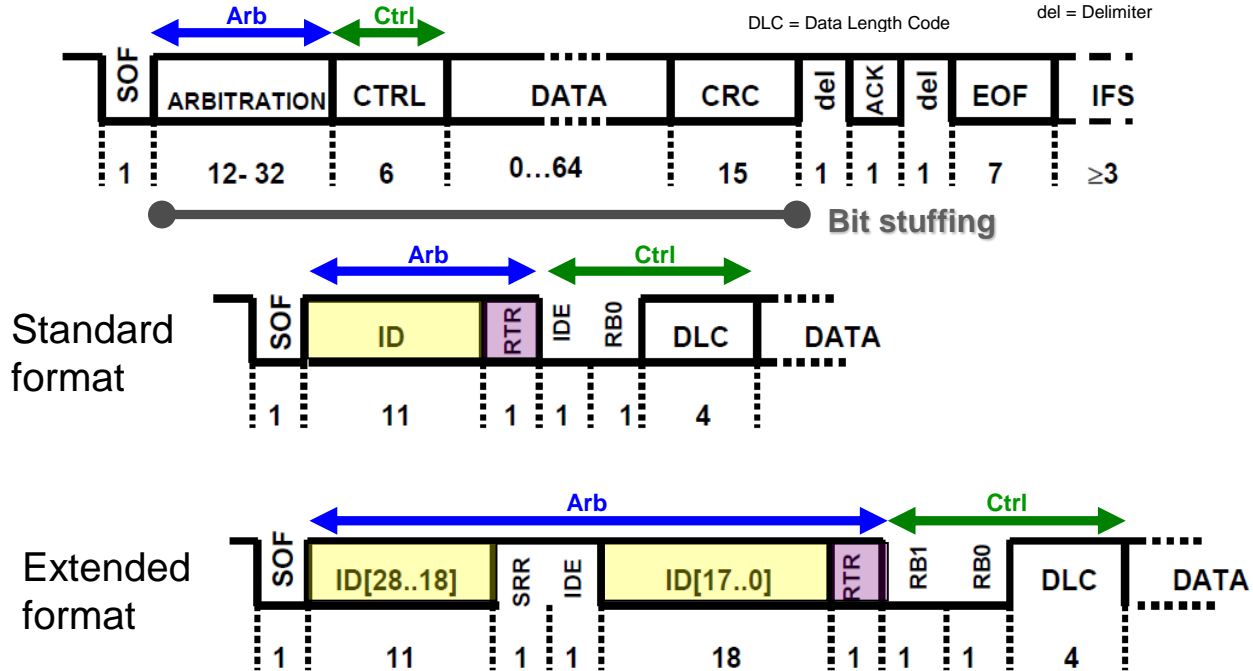 Arb Ctrl DLC = Data Length Code del = Delimiter
SOF ARBITRATION CTRL DATA CRC del ACK del EOF IFS
1 12- 32 6 0...64 15 1 1 1 7 ≥3
Bit stuffing
Arb Ctrl
Standard format
SOF ID RTR IDE RB0 DLC DATA
1 11 1 1 1 4
Arb Ctrl
Extended format
SOF ID[28..18] SRR IDE ID[17..0] RTR RB1 RB0 DLC DATA
1 11 1 1 18 1 1 1 4